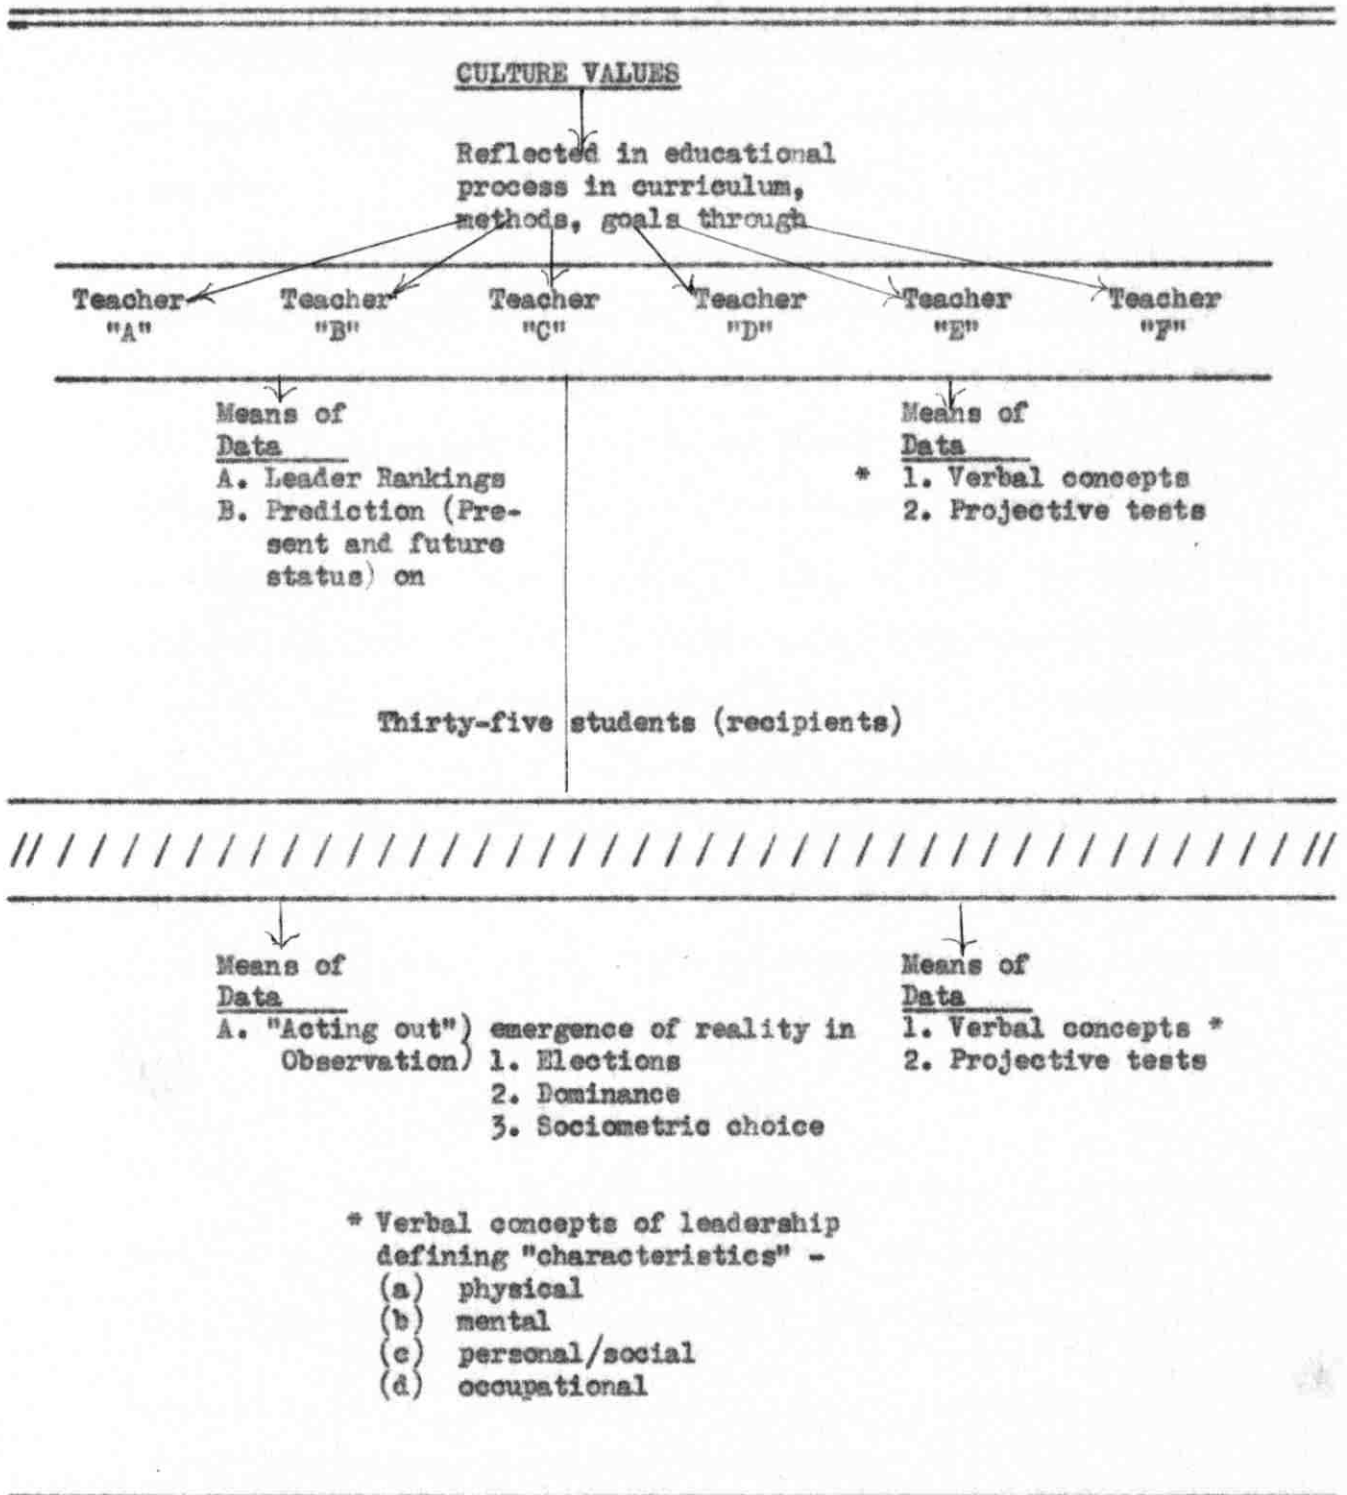 CULTURE VALUES
Reflected in educational
process in curriculum,
methods, goals through
Teacher "A"
Teacher "B"
Teacher "C"
Teacher "D"
Teacher "E"
Teacher "F"
Means of
Data
A. Leader Rankings
B. Prediction (Pre-
sent and future
status) on
Means of
Data
* 1. Verbal concepts
2. Projective tests
Thirty-five students (recipients)
// / / / / / / / / / / / / / / / / / / / / / / / / / / / / / / / / / / / / / / //
Means of
Data
A. "Acting out") emergence of reality in
Observation) 1. Elections
2. Dominance
3. Sociometric choice
Means of
Data
1. Verbal concepts *
2. Projective tests
* Verbal concepts of leadership
defining "characteristics" -
(a) physical
(b) mental
(c) personal/social
(d) occupational